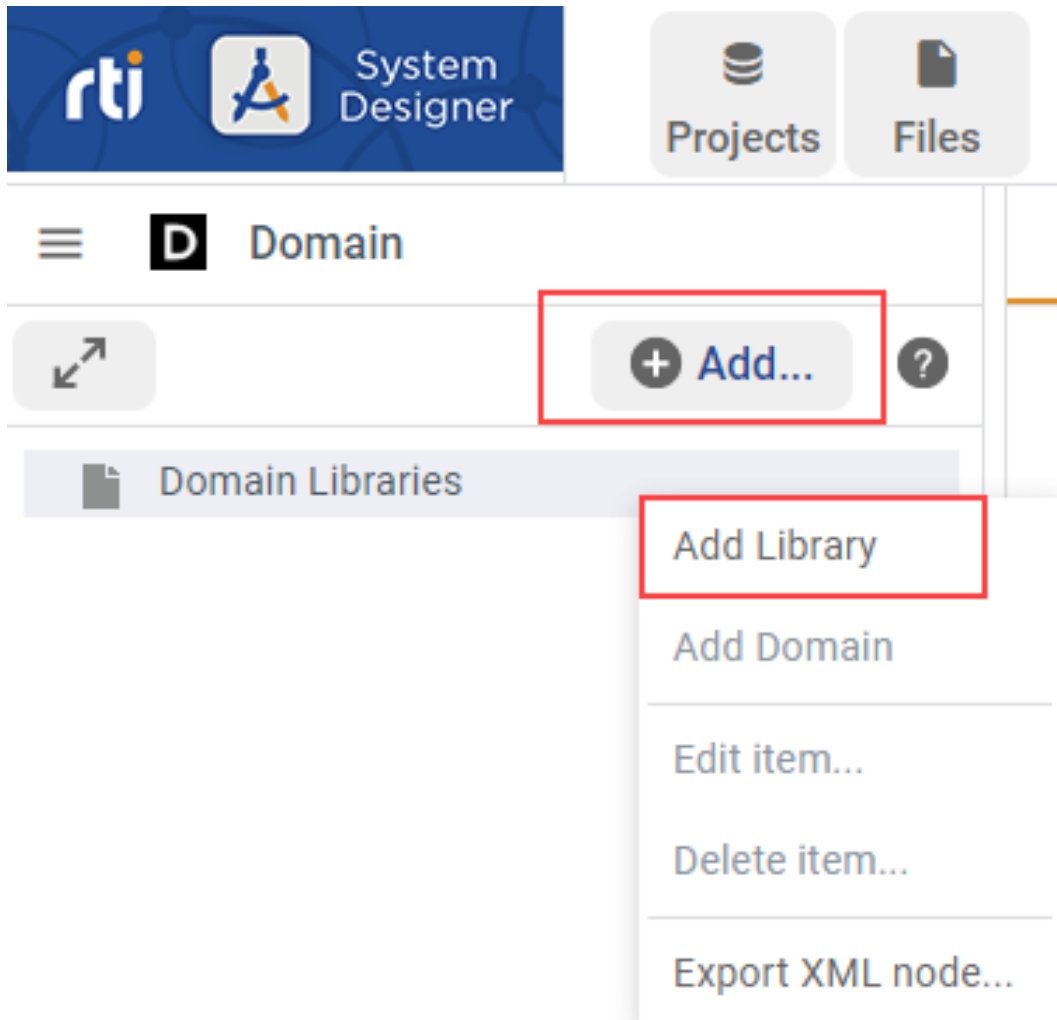 rti
System
Designer
Projects
Files
D Domain
+ Add... ?
Domain Libraries
Add Library
Add Domain
Edit item...
Delete item...
Export XML node...